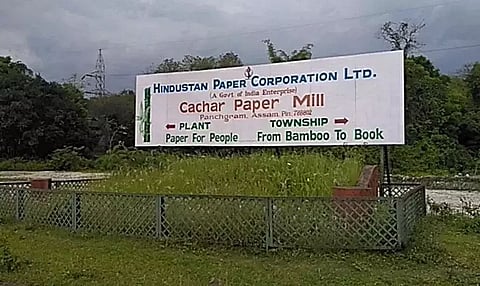 HINDUSTAN PAPER CORPORATION LTD.
(A Govt of India Enterprise)
Cachar Paper Mill
Panchgram, Assam, Pin: 788802
PLANT TOWNSHIP
Paper For People From Bamboo To Book